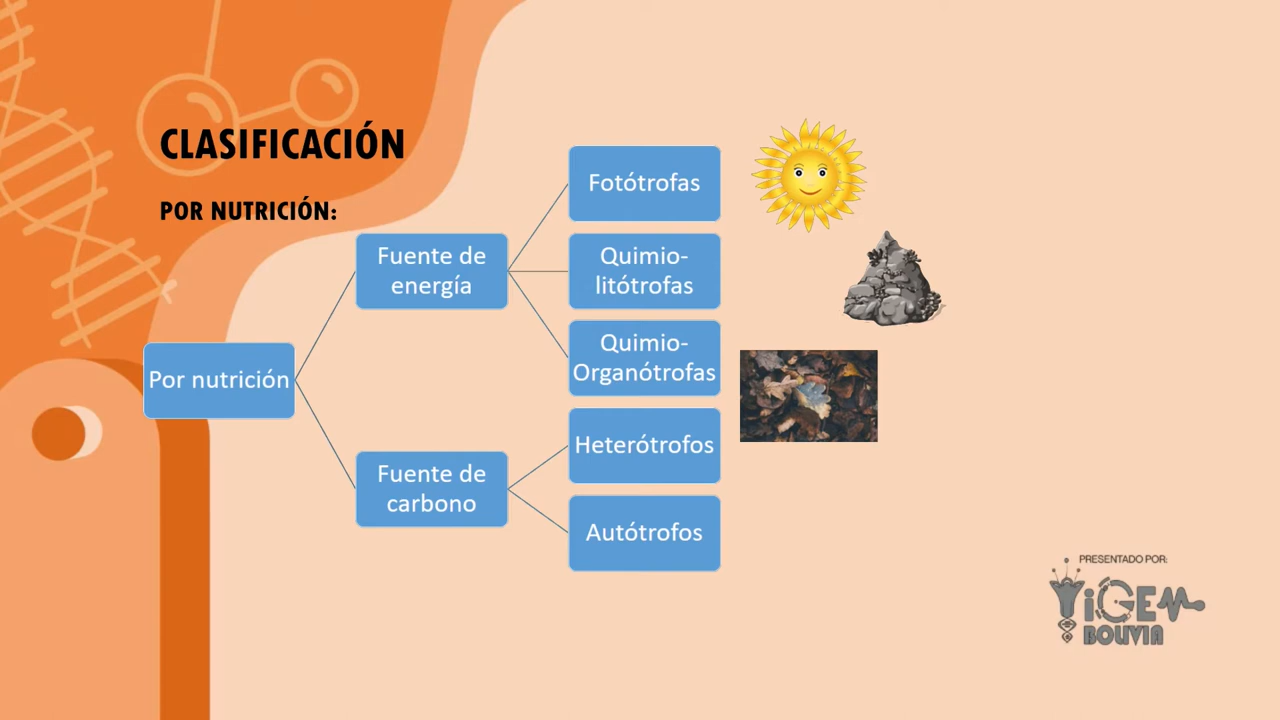 CLASIFICACIÓN
POR NUTRICIÓN:
Por nutrición
Fuente de
energía
Fotótrofas
Quimio-
litótrofas
Quimio-
Organótrofas
Fuente de
carbono
Heterótrofos
Autótrofos
PRESENTADO POR:
iGEM
BOLIVIA